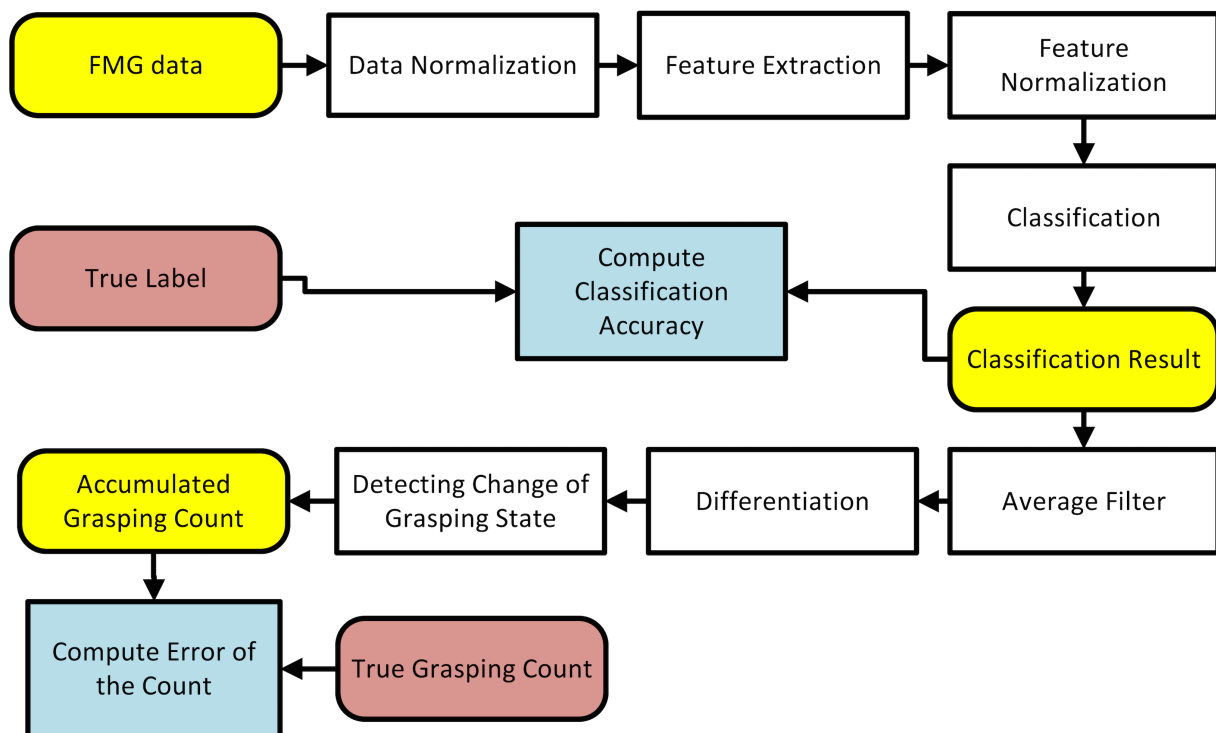 FMG data
Data Normalization
Feature Extraction
Feature
Normalization
Classification
True Label
Compute
Classification
Accuracy
Classification Result
Accumulated
Grasping Count
Detecting Change of
Grasping State
Differentiation
Average Filter
Compute Error of
the Count
True Grasping Count